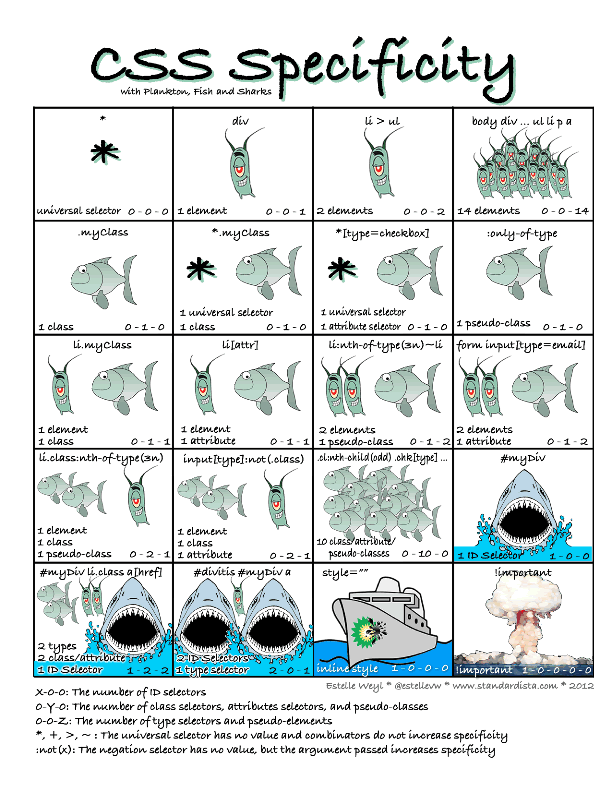 CSS Specificity
with Plankton, Fish and Sharks
*
*
universal selector 0-0-0
div
1 element 0-0-1
li > ul
2 elements 0-0-2
body div ... ul li p a
14 elements 0-0-14
.myClass
1 class 0-1-0
*.myClass
*
1 universal selector
1 class 0-1-0
*[type=checkbox]
*
1 universal selector
1 attribute selector 0-1-0
:only-of-type
1 pseudo-class 0-1-0
li.myClass
1 element
1 class 0-1-1
li[attr]
1 element
1 attribute 0-1-1
li:nth-of-type(3n)~li
2 elements
1 pseudo-class 0-1-2
form input[type=email]
2 elements
1 attribute 0-1-2
li.class:nth-of-type(3n)
1 element
1 class
1 pseudo-class 0-2-1
input[type]:not(.class)
1 element
1 class
1 attribute 0-2-1
.cl:nth-child(odd) .chk[type] ...
10 class/attribute/
pseudo-classes 0-10-0
#myDiv
1 ID Selector 1-0-0
#myDiv li.class a[href]
2 types
2 class/attribute
1 ID Selector 1-2-2
#divitis #myDiv a
2 ID Selectors
1 type selector 2-0-1
style=""
inline style 1-0-0-0
!important
!important 1-0-0-0-0
Estelle Weyl * @estellevw * www.standardista.com * 2012
X-0-0: The number of ID selectors
0-Y-0: The number of class selectors, attributes selectors, and pseudo-classes
0-0-Z,: The number of type selectors and pseudo-elements
*, +, >, ~ : The universal selector has no value and combinators do not increase specificity
:not(x): The negation selector has no value, but the argument passed increases specificity